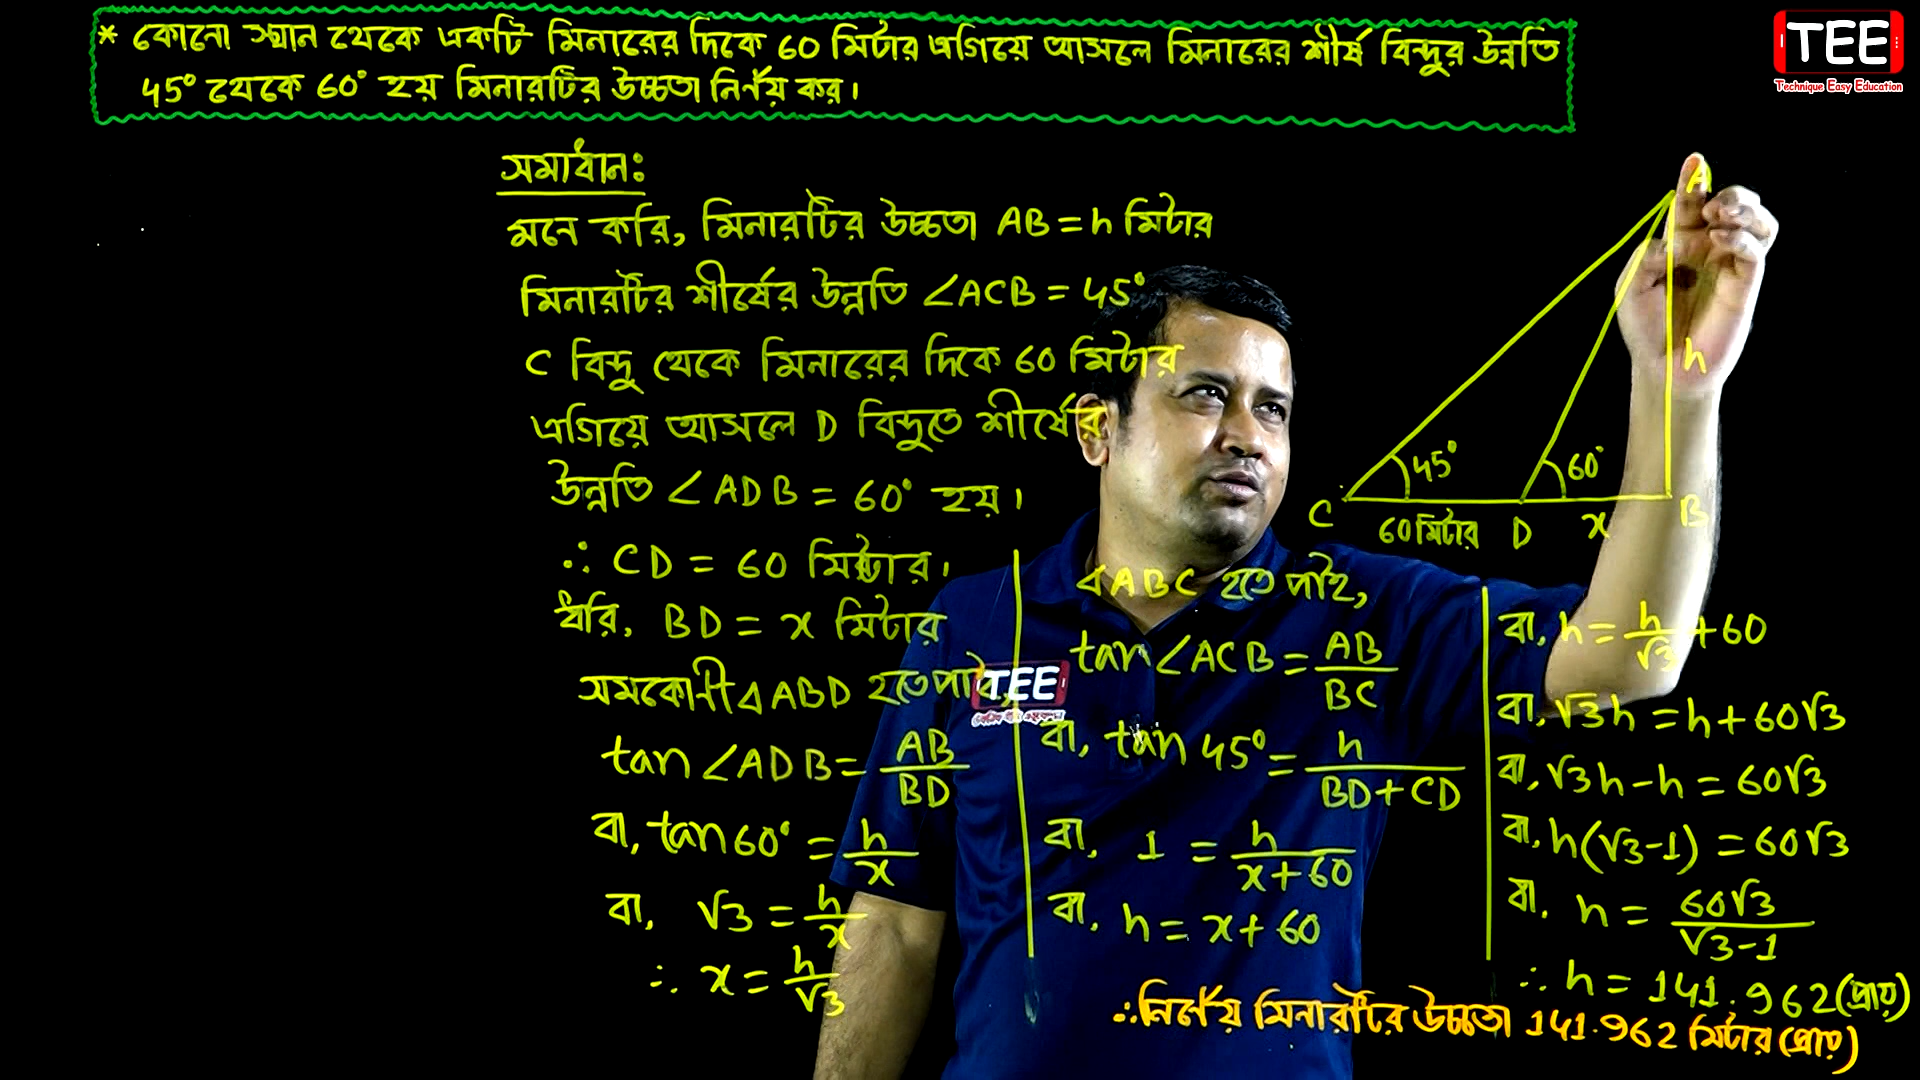 * কোনো স্থান থেকে একটি মিনারের দিকে 60 মিটার এগিয়ে আসলে মিনারের শীর্ষ বিন্দুর উন্নতি
45° থেকে 60° হয় মিনারটির উচ্চতা নির্ণয় কর।
TEE
Technique Easy Education
সমাধান:
মনে করি, মিনারটির উচ্চতা AB = h মিটার
মিনারটির শীর্ষের উন্নতি ∠ACB = 45°
C বিন্দু থেকে মিনারের দিকে 60 মিটার
এগিয়ে আসলে D বিন্দুতে শীর্ষের
উন্নতি ∠ADB = 60° হয়।
∴ CD = 60 মিটার।
ধরি, BD = x মিটার
সমকোণী △ABD হতে পাই,
tan∠ADB = AB/BD
বা, tan60° = h/x
বা, √3 = h/x
∴ x = h/√3
A
h
45°
60°
C
60 মিটার
D
x
B
△ABC হতে পাই,
tan∠ACB = AB/BC
বা, tan 45° = h/(BD+CD)
বা, 1 = h/(x+60)
বা, h = x+60
বা, h = h/√3 +60
বা, √3h = h+60√3
বা, √3h-h = 60√3
বা, h(√3-1) = 60√3
বা, h = 60√3/(√3-1)
∴ h = 141.962(প্রায়)
∴ নির্ণেয় মিনারটির উচ্চতা 141.962 মিটার (প্রায়)
TEE